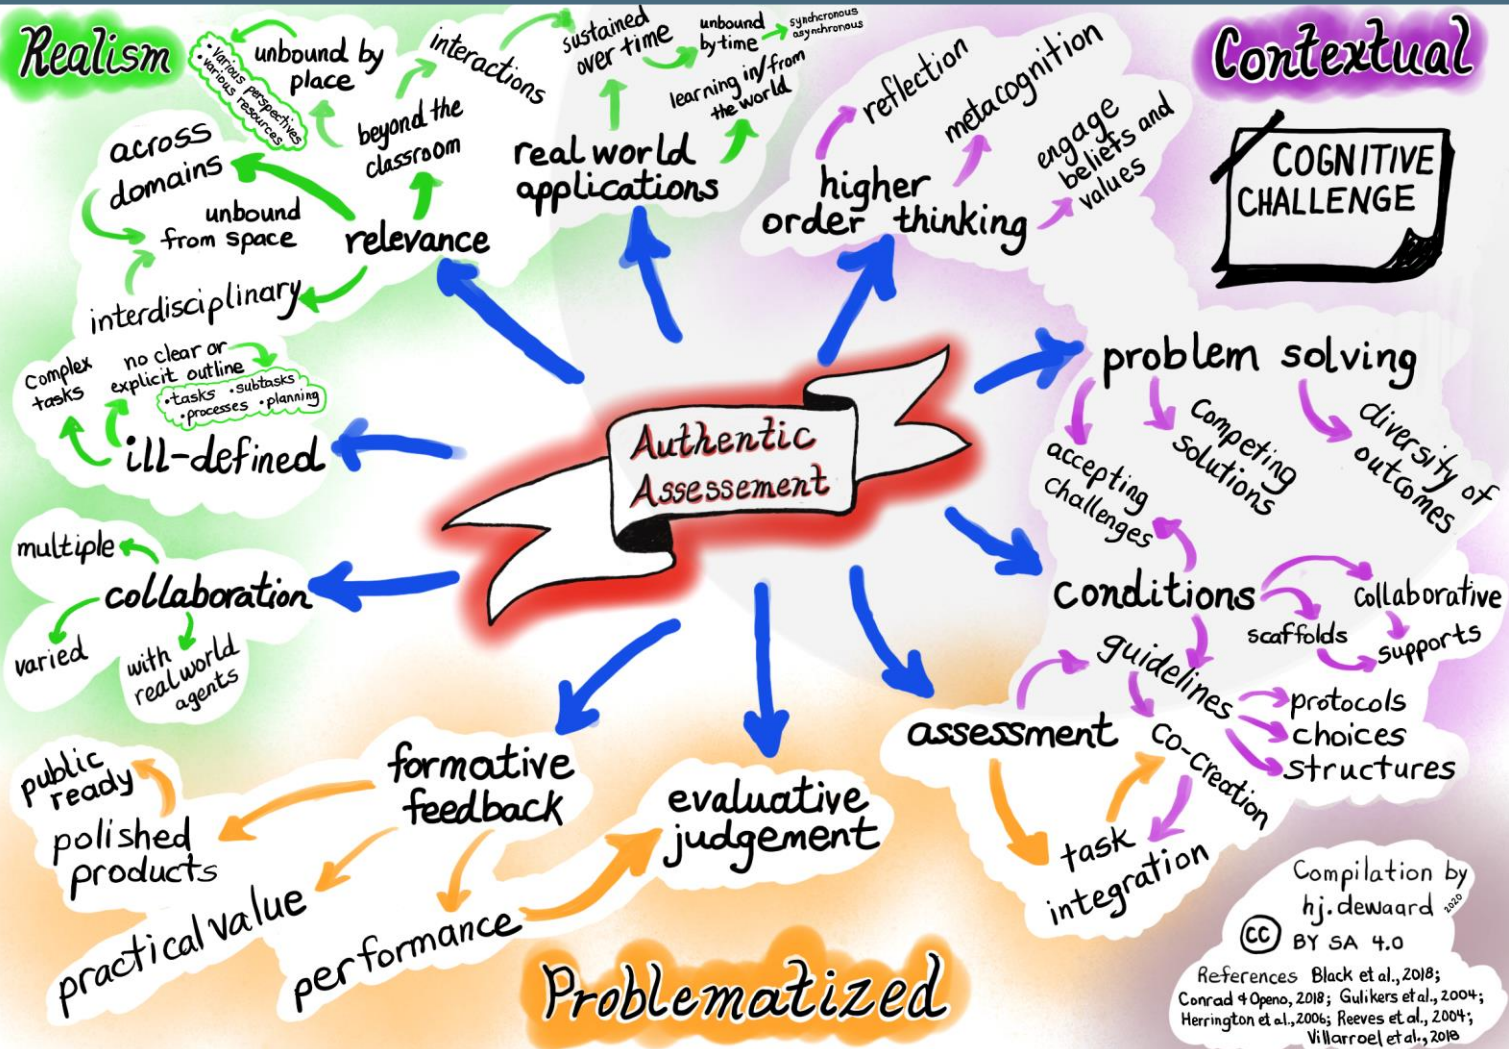 Realism
• various perspectives
• various resources
unbound by
place
interactions
sustained
over time
unbound
by time
synchcronous
asynchronous
learning in/from
the world
beyond the
classroom
across
domains
unbound
from space
relevance
interdisciplinary
real world
applications
reflection
metacognition
engage
beliefs and
values
higher
order thinking
Contextual
COGNITIVE
CHALLENGE
complex
tasks
no clear or
explicit outline
• tasks • subtasks
• processes • planning
ill-defined
Authentic
Assessement
problem solving
accepting
challenges
Competing
solutions
diversity of
outcomes
multiple
collaboration
varied
with
real world
agents
conditions
Collaborative
scaffolds
supports
guidelines
protocols
choices
structures
assessment
Co-creation
task
integration
formative
feedback
public
ready
polished
products
practical value
performance
evaluative
judgement
Problematized
Compilation by
hj.dewaard 2020
cc BY SA 4.0
References Black et al., 2018;
Conrad & Openo, 2018; Gulikers et al., 2004;
Herrington et al., 2006; Reeves et al., 2004;
Villarroel et al., 2018